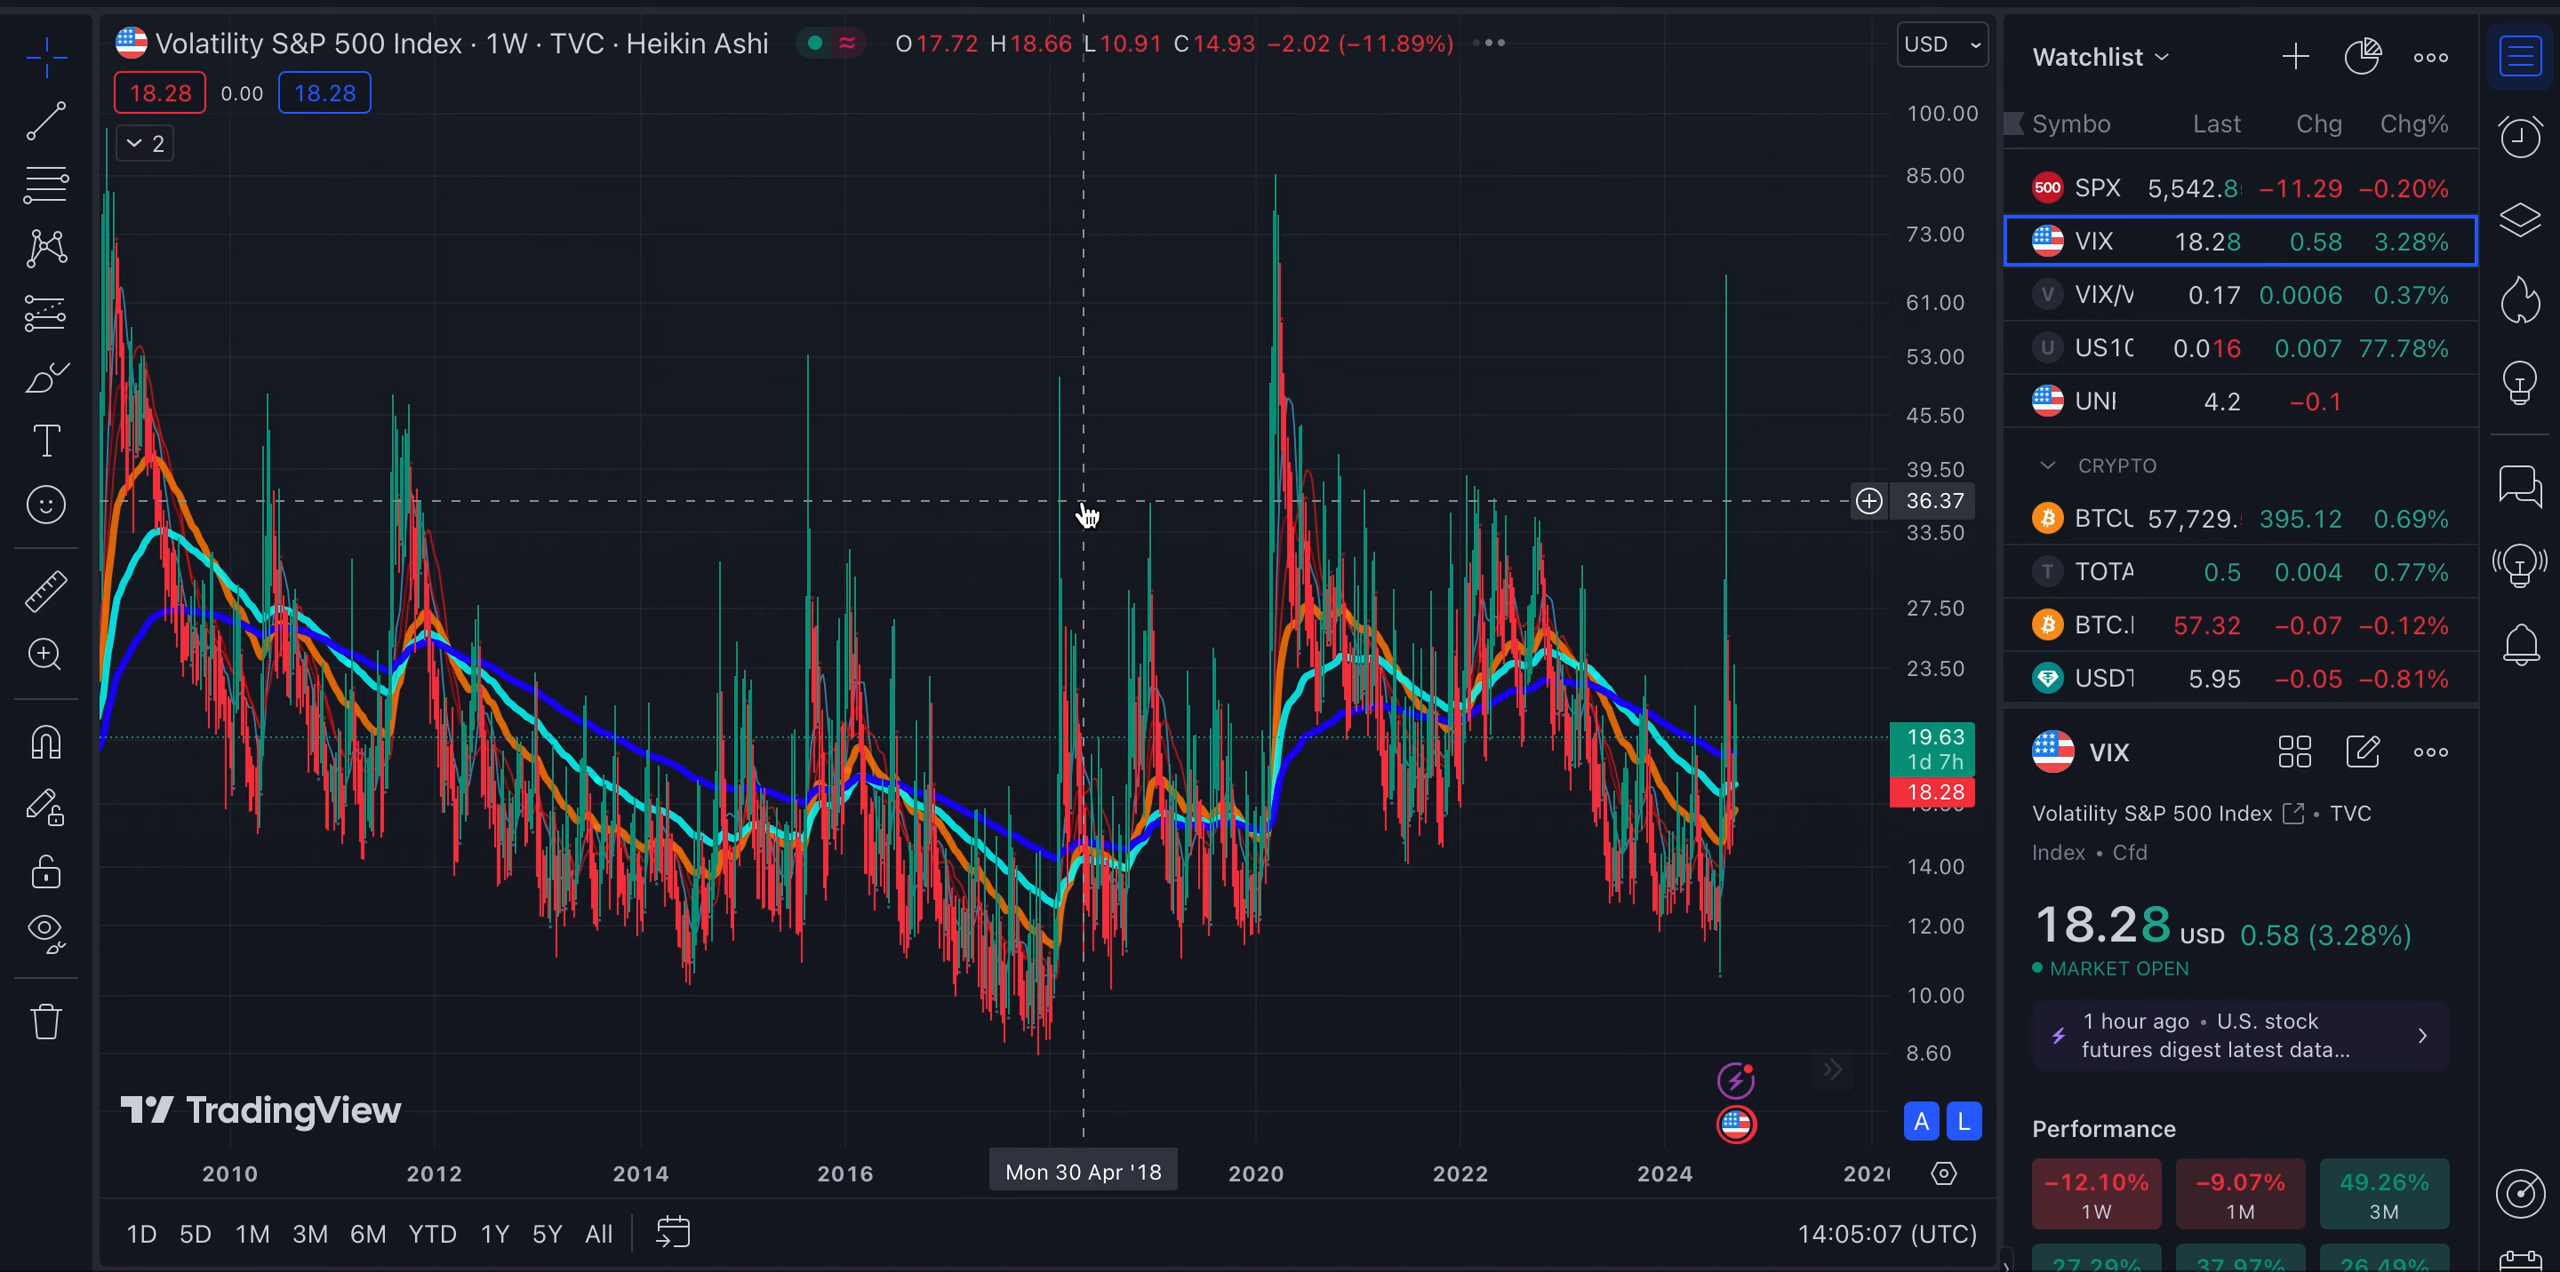 Volatility S&P 500 Index · 1W · TVC · Heikin Ashi
O17.72 H18.66 L10.91 C14.93 −2.02 (−11.89%)
USD
18.28 0.00 18.28
2
100.00
85.00
73.00
61.00
53.00
45.50
39.50
36.37
33.50
27.50
23.50
19.63
1d 7h
18.28
14.00
12.00
10.00
8.60
TradingView
A L
2010 2012 2014 2016 Mon 30 Apr '18 2020 2022 2024
1D 5D 1M 3M 6M YTD 1Y 5Y All
14:05:07 (UTC)
Watchlist
Symbo Last Chg Chg%
500 SPX 5,542.8 −11.29 −0.20%
VIX 18.28 0.58 3.28%
V VIX/V 0.17 0.0006 0.37%
U US10 0.016 0.007 77.78%
4.2 −0.1
CRYPTO
BTCU 57,729. 395.12 0.69%
T TOTA 0.5 0.004 0.77%
BTC. 57.32 −0.07 −0.12%
USDT 5.95 −0.05 −0.81%
VIX
Volatility S&P 500 Index • TVC
Index • Cfd
18.28 USD 0.58 (3.28%)
MARKET OPEN
1 hour ago • U.S. stock
futures digest latest data...
Performance
−12.10% −9.07% 49.26%
1W 1M 3M
27.29% 37.97% 26.49%